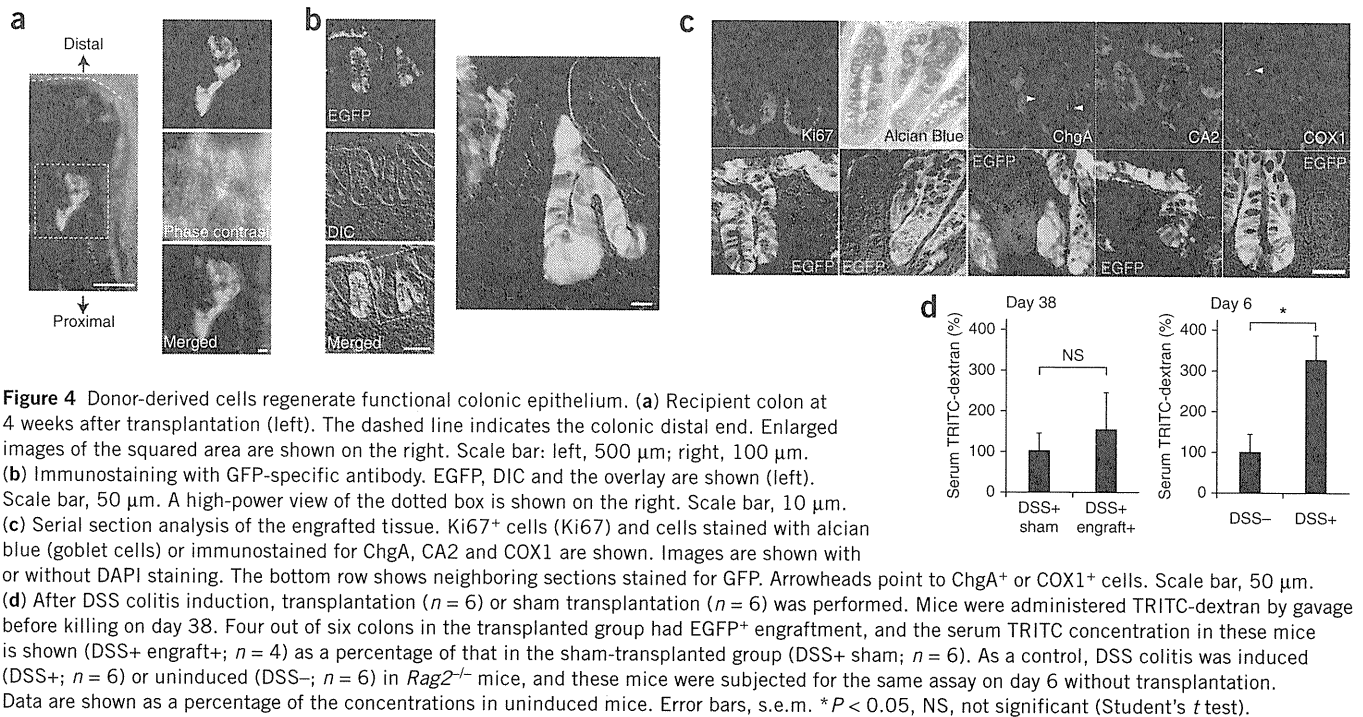 a
Distal
Proximal
Phase contrast
Merged
b
EGFP
DIC
Merged
c
Ki67
Alcian Blue
ChgA
CA2
COX1
EGFP
EGFP
EGFP
EGFP
EGFP
d
Day 38
Serum TRITC-dextran (%)
400
300
200
100
0
NS
DSS+
sham
DSS+
engraft+
Day 6
Serum TRITC-dextran (%)
400
300
200
100
0
*
DSS–
DSS+
Figure 4 Donor-derived cells regenerate functional colonic epithelium. (a) Recipient colon at
4 weeks after transplantation (left). The dashed line indicates the colonic distal end. Enlarged
images of the squared area are shown on the right. Scale bar: left, 500 μm; right, 100 μm.
(b) Immunostaining with GFP-specific antibody. EGFP, DIC and the overlay are shown (left).
Scale bar, 50 μm. A high-power view of the dotted box is shown on the right. Scale bar, 10 μm.
(c) Serial section analysis of the engrafted tissue. Ki67⁺ cells (Ki67) and cells stained with alcian
blue (goblet cells) or immunostained for ChgA, CA2 and COX1 are shown. Images are shown with
or without DAPI staining. The bottom row shows neighboring sections stained for GFP. Arrowheads point to ChgA⁺ or COX1⁺ cells. Scale bar, 50 μm.
(d) After DSS colitis induction, transplantation (n = 6) or sham transplantation (n = 6) was performed. Mice were administered TRITC-dextran by gavage
before killing on day 38. Four out of six colons in the transplanted group had EGFP⁺ engraftment, and the serum TRITC concentration in these mice
is shown (DSS+ engraft+; n = 4) as a percentage of that in the sham-transplanted group (DSS+ sham; n = 6). As a control, DSS colitis was induced
(DSS+; n = 6) or uninduced (DSS–; n = 6) in Rag2⁻/⁻ mice, and these mice were subjected for the same assay on day 6 without transplantation.
Data are shown as a percentage of the concentrations in uninduced mice. Error bars, s.e.m. *P < 0.05, NS, not significant (Student's t test).